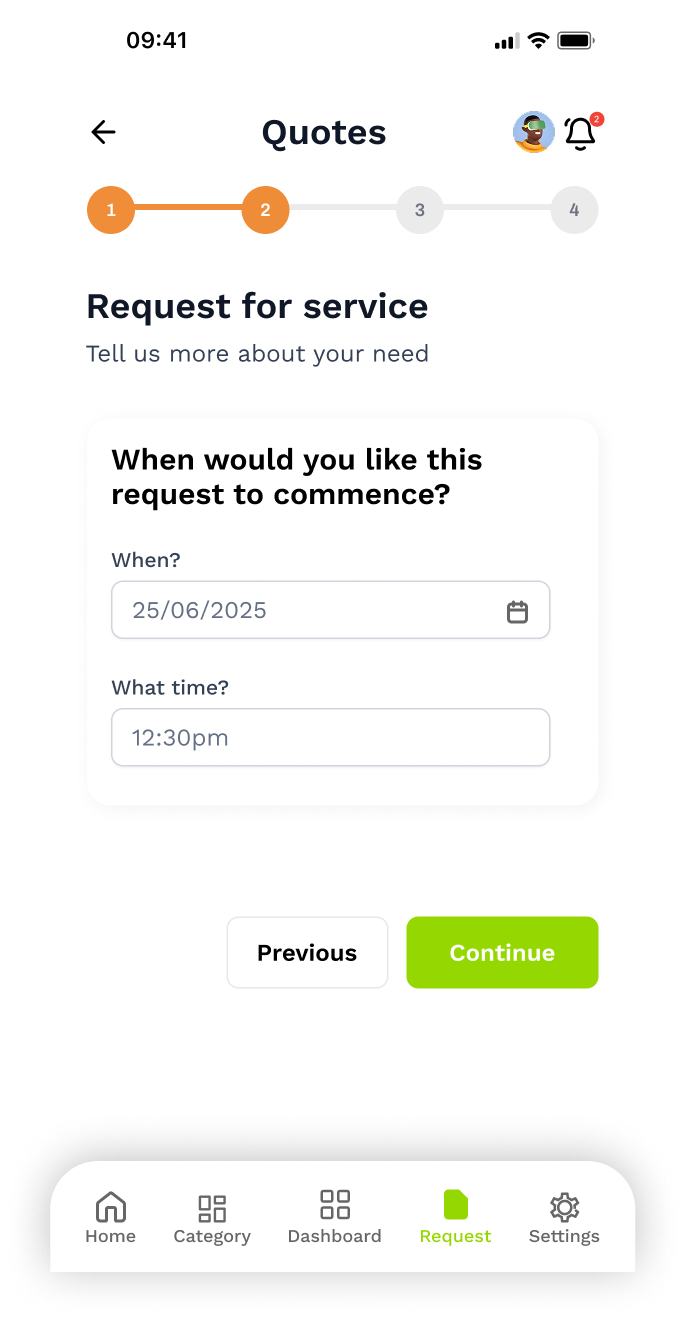 09:41
Quotes
2
1
2
3
4
Request for service
Tell us more about your need
When would you like this
request to commence?
When?
25/06/2025
What time?
12:30pm
Previous
Continue
Home
Category
Dashboard
Request
Settings